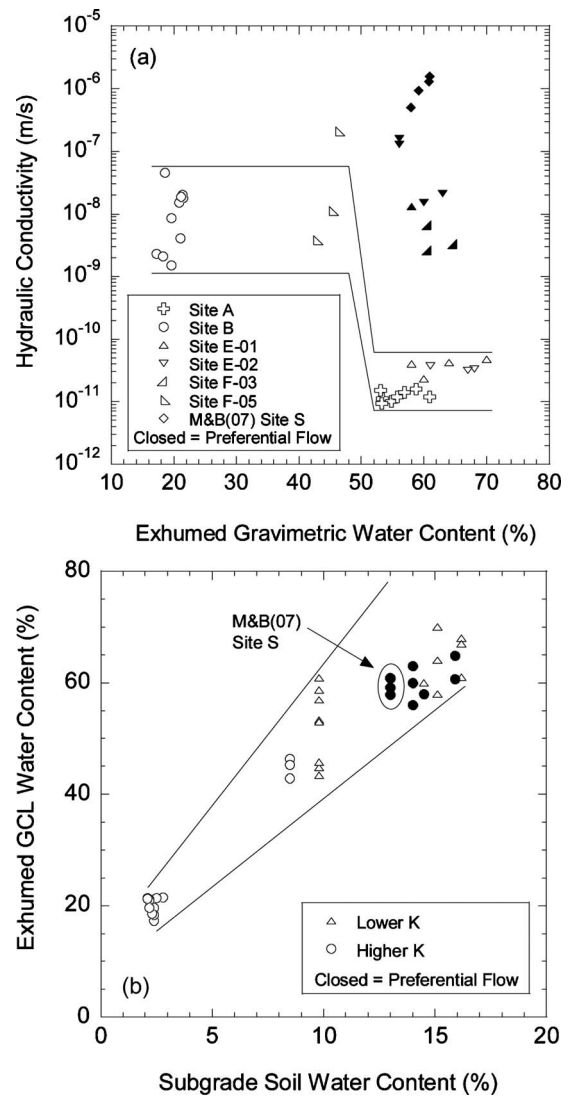 10⁻⁵
(a)
10⁻⁶
10⁻⁷
10⁻⁸
10⁻⁹
10⁻¹⁰
10⁻¹¹
10⁻¹²
Hydraulic Conductivity (m/s)
Site A
Site B
Site E-01
Site E-02
Site F-03
Site F-05
M&B(07) Site S
Closed = Preferential Flow
10 20 30 40 50 60 70 80
Exhumed Gravimetric Water Content (%)
80
60
40
20
0
Exhumed GCL Water Content (%)
M&B(07)
Site S
Lower K
Higher K
Closed = Preferential Flow
(b)
0 5 10 15 20
Subgrade Soil Water Content (%)